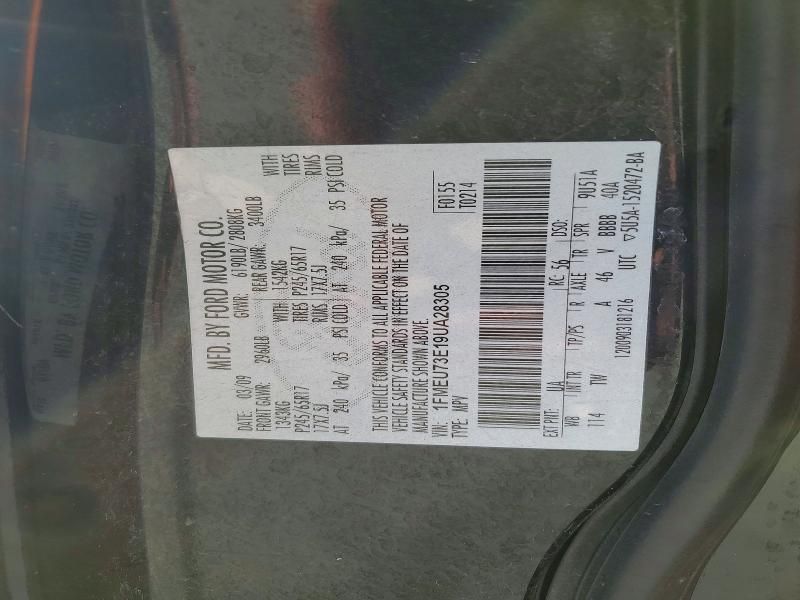 MFD. BY FORD MOTOR CO.
DATE: 03/09 GVWR: 6190LB/ 2808KG
FRONT GAWR: 2960LB REAR GAWR: 3400LB
1343KG WITH 1542KG WITH
P245/65R17 TIRES P245/65R17 TIRES
17X7.5J RIMS 17X7.5J RIMS
AT 240 kPa/ 35 PSI COLD AT 240 kPa/ 35 PSI COLD
THIS VEHICLE CONFORMS TO ALL APPLICABLE FEDERAL MOTOR
VEHICLE SAFETY STANDARDS IN EFFECT ON THE DATE OF
MANUFACTURE SHOWN ABOVE.
VIN: 1FMEU73E19UA28305 F0155
TYPE: MPV T0214
EXT PNT: UA RC: 56 DSO:
WB INT TR TP/PS R AXLE TR SPR 9U51A
114 TW A 46 V BBBB 40A
12D09031B1216 UTC ▽5U5A-1520472-BA